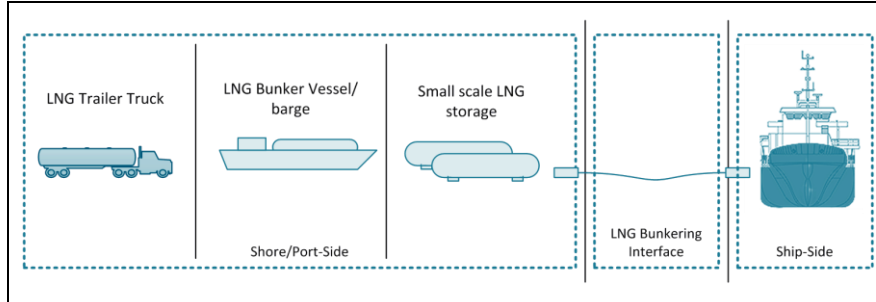 LNG Trailer Truck
LNG Bunker Vessel/
barge
Small scale LNG
storage
Shore/Port-Side
LNG Bunkering
Interface
Ship-Side